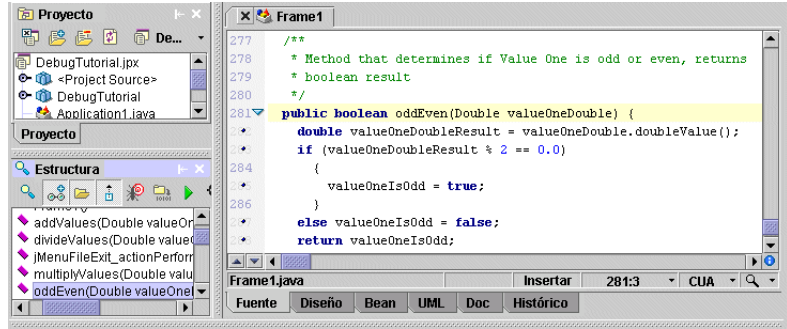 Proyecto
De...
DebugTutorial.jpx
<Project Source>
DebugTutorial
Application1.java
Proyecto
Estructura
addValues(Double valueOn
divideValues(Double value
jMenuFileExit_actionPerforr
multiplyValues(Double valu
oddEven(Double valueOnel
Frame1
277 /**
278 * Method that determines if Value One is odd or even, returns
279 * boolean result
280 */
281 public boolean oddEven(Double valueOneDouble) {
double valueOneDoubleResult = valueOneDouble.doubleValue();
if (valueOneDoubleResult % 2 == 0.0)
284 {
valueOneIsOdd = true;
286 }
else valueOneIsOdd = false;
return valueOneIsOdd;
Frame1.java Insertar 281:3 CUA
Fuente Diseño Bean UML Doc Histórico